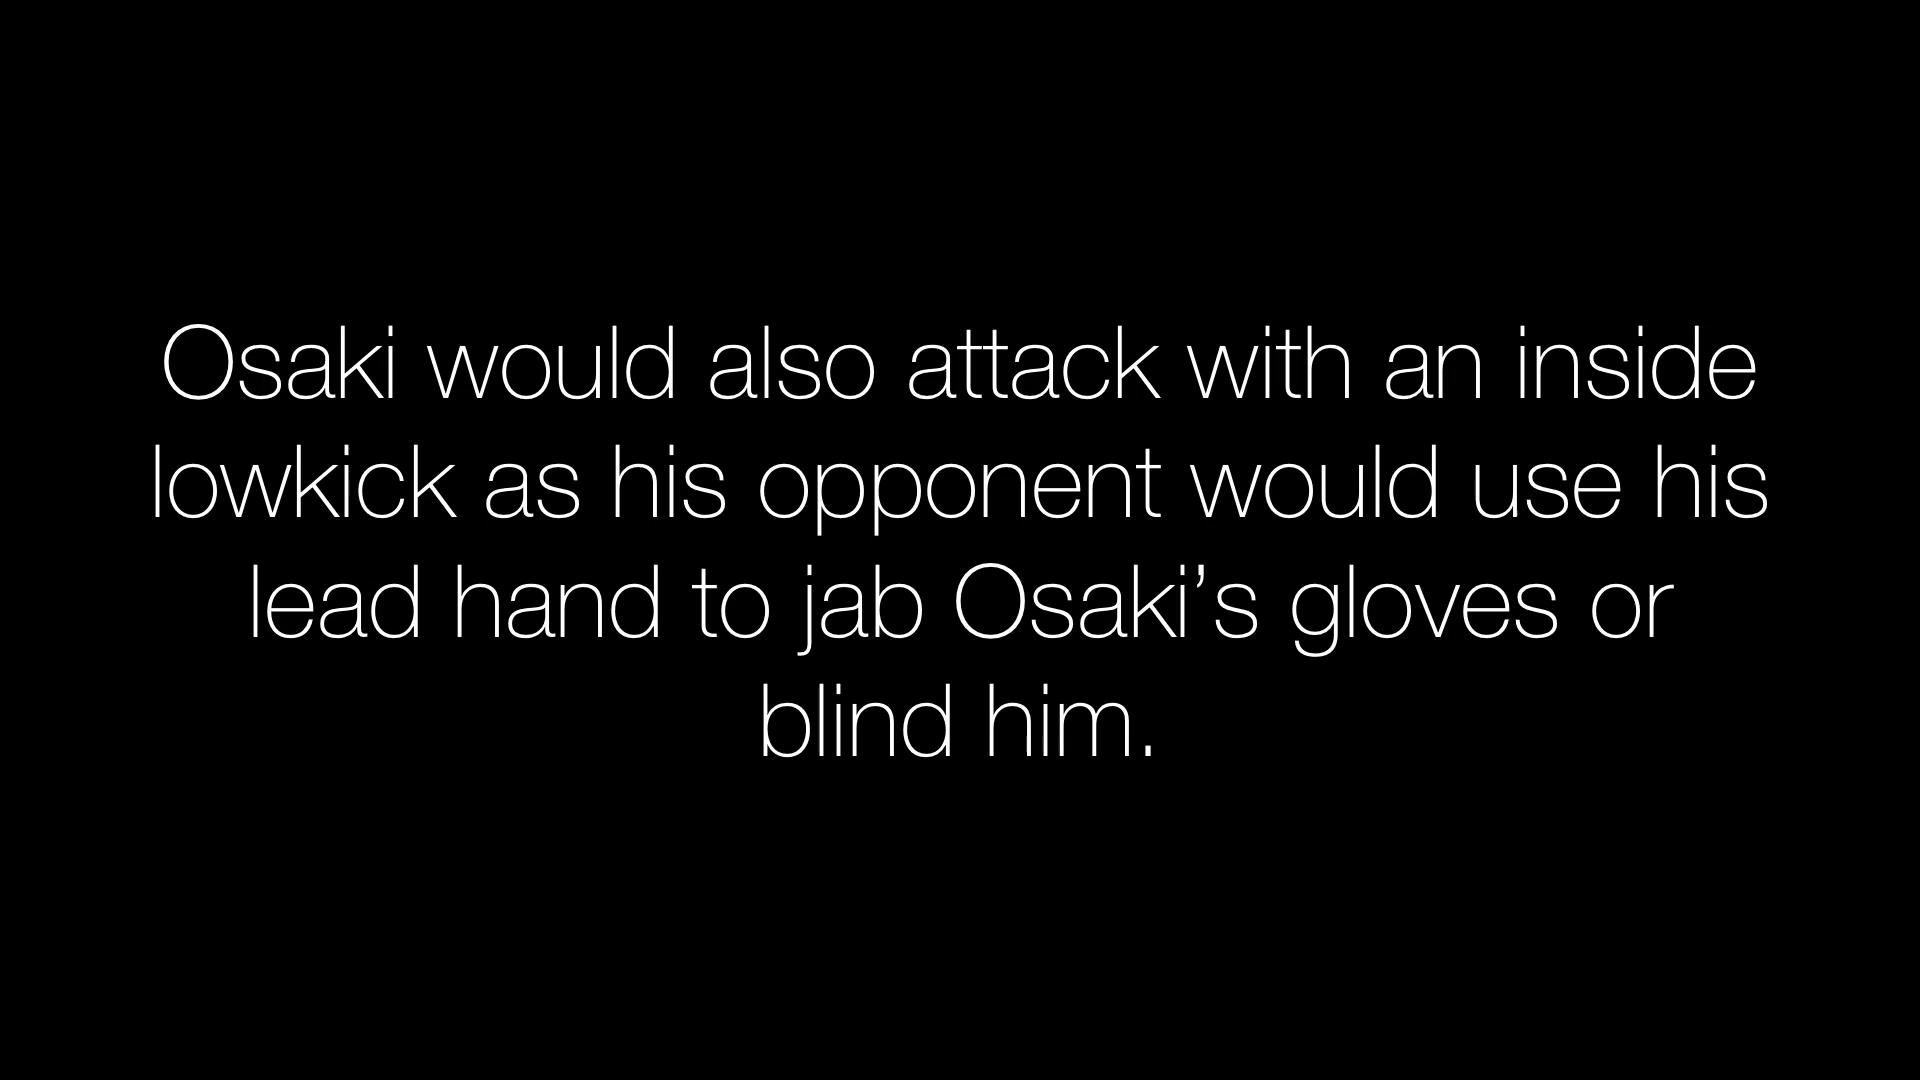 Osaki would also attack with an inside
lowkick as his opponent would use his
lead hand to jab Osaki’s gloves or
blind him.